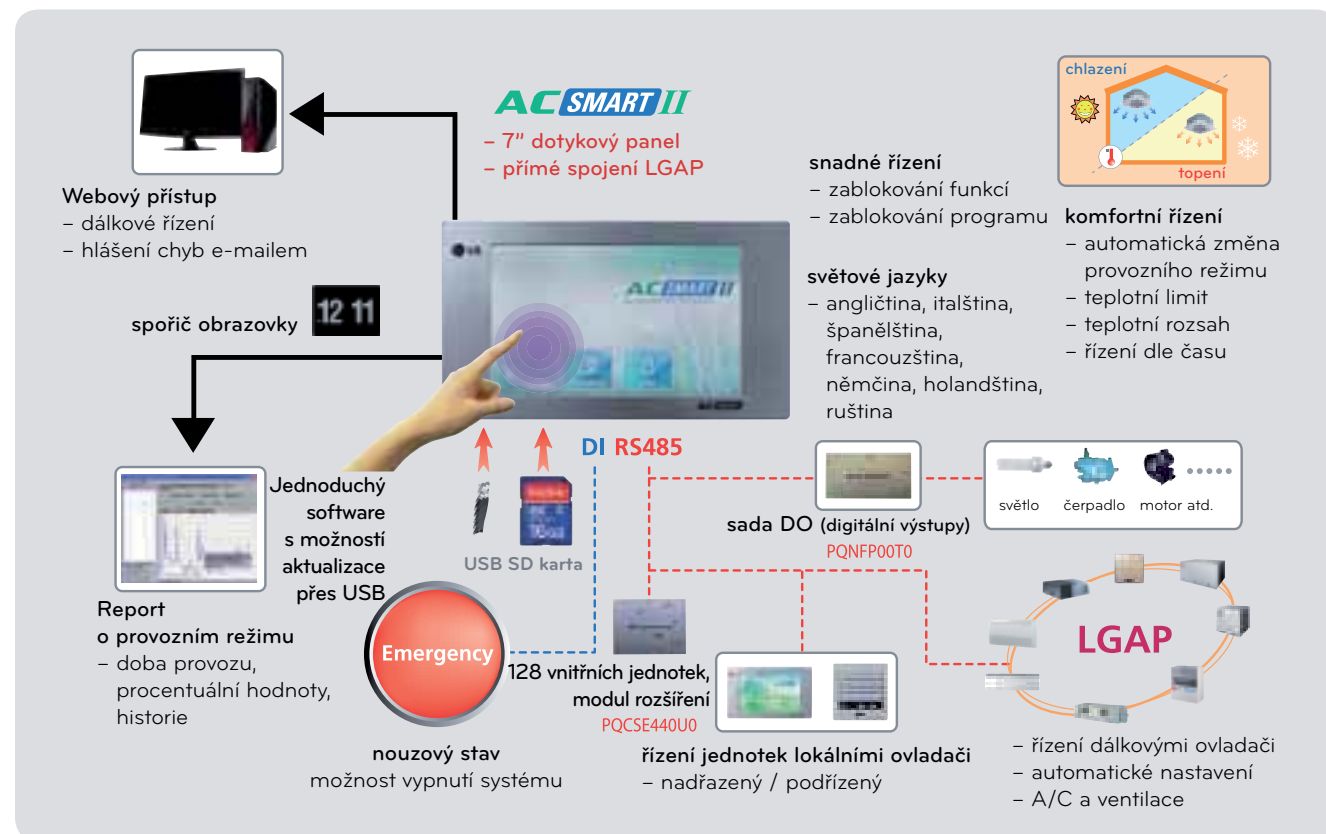 AC SMART II
– 7” dotykový panel
– přímé spojení LGAP
Webový přístup
– dálkové řízení
– hlášení chyb e-mailem
spořič obrazovky
12 11
LG
AC SMART II
snadné řízení
– zablokování funkcí
– zablokování programu
světové jazyky
– angličtina, italština,
španělština,
francouzština,
němčina, holandština,
ruština
chlazení
topení
komfortní řízení
– automatická změna
provozního režimu
– teplotní limit
– teplotní rozsah
– řízení dle času
DI RS485
Jednoduchý
software
s možností
aktualizace
přes USB
USB SD karta
Report
o provozním režimu
– doba provozu,
procentuální hodnoty,
historie
Emergency
nouzový stav
možnost vypnutí systému
128 vnitřních jednotek,
modul rozšíření
PQCSE440U0
sada DO (digitální výstupy)
PQNFP00T0
světlo
čerpadlo
motor atd.
řízení jednotek lokálními ovladači
– nadřazený / podřízený
LGAP
– řízení dálkovými ovladači
– automatické nastavení
– A/C a ventilace